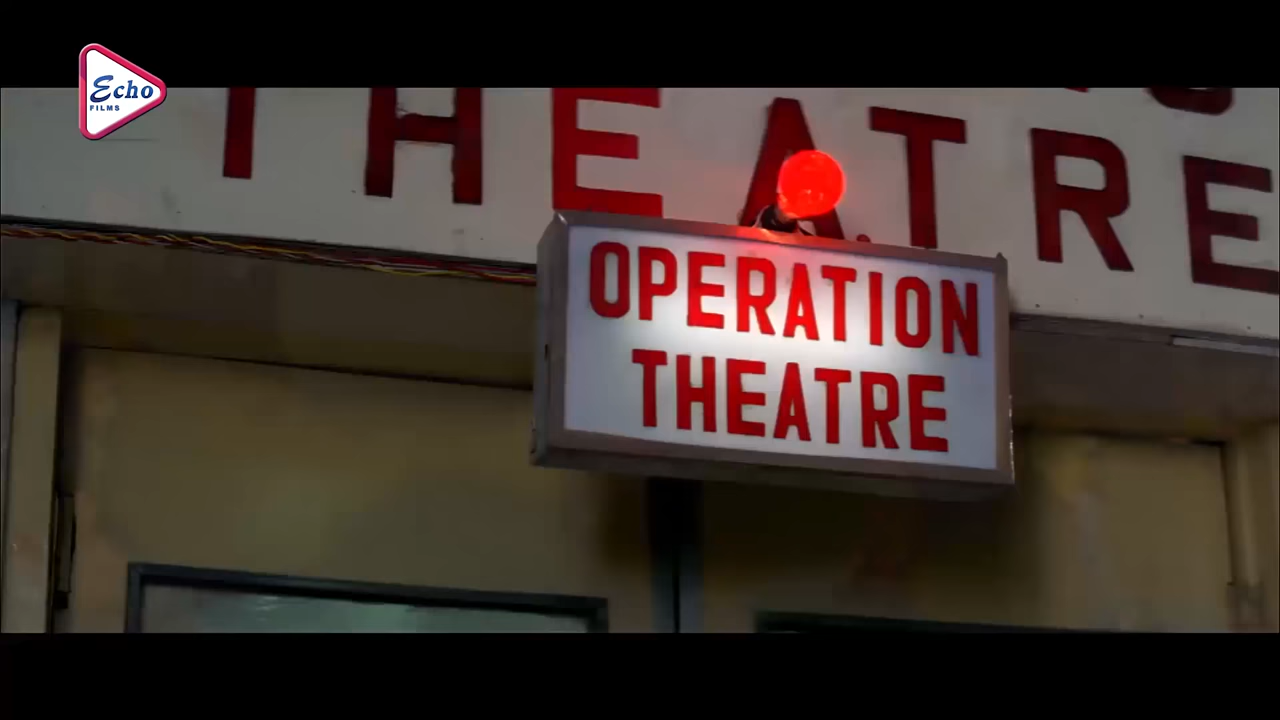 Echo
FILMS
THEATRE
OPERATION
THEATRE